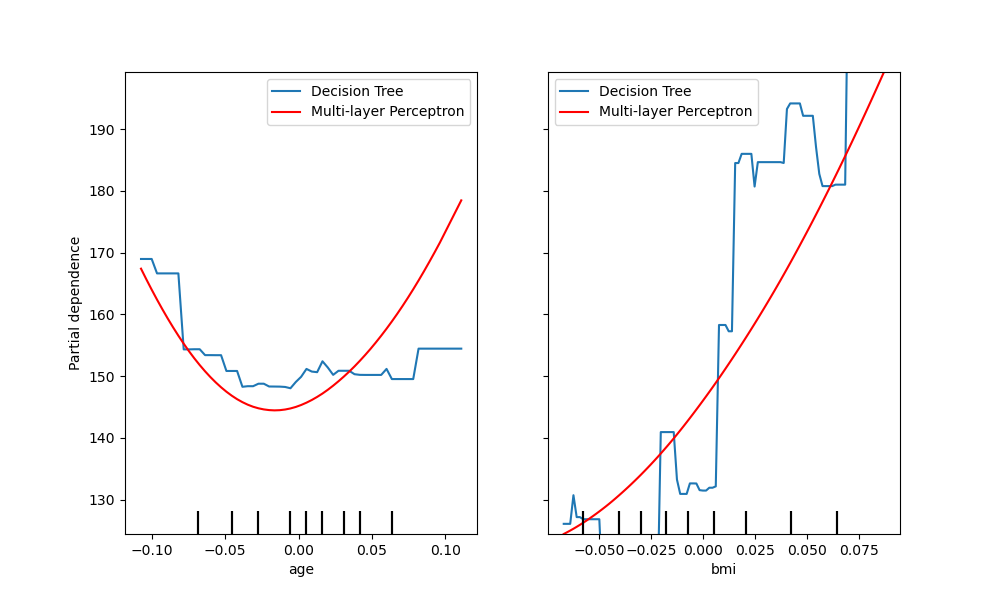 Decision Tree
Multi-layer Perceptron
Partial dependence
190
180
170
160
150
140
130
−0.10 −0.05 0.00 0.05 0.10
age
Decision Tree
Multi-layer Perceptron
−0.050 −0.025 0.000 0.025 0.050 0.075
bmi